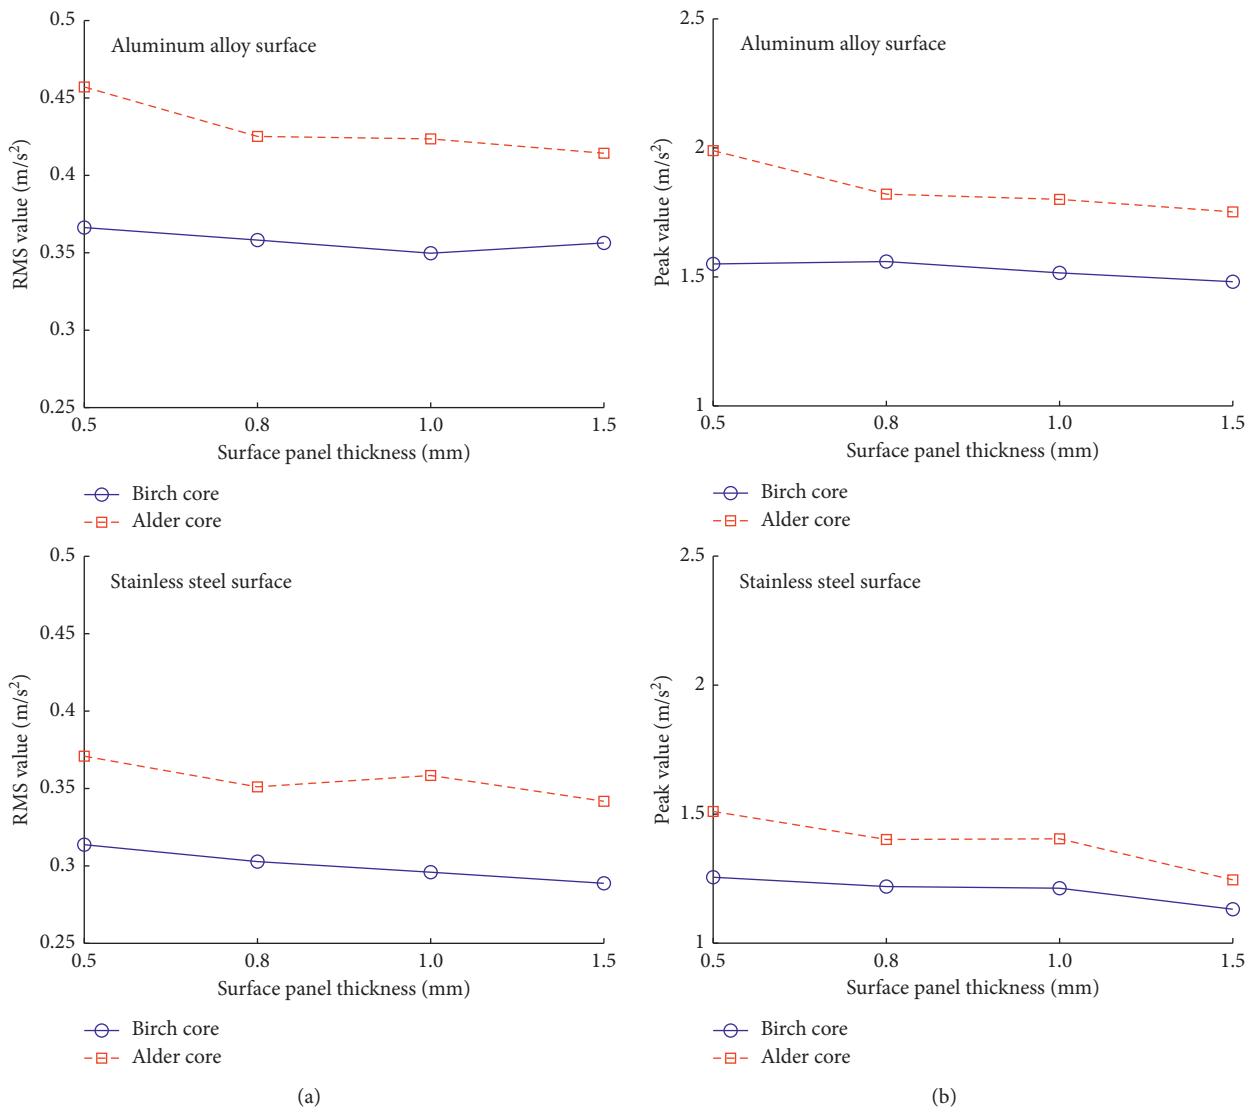 0.5
Aluminum alloy surface
0.45
0.4
RMS value (m/s²)
0.35
0.3
0.25
0.5 0.8 1.0 1.5
Surface panel thickness (mm)
Birch core
Alder core
2.5
Aluminum alloy surface
2
Peak value (m/s²)
1.5
1
0.5 0.8 1.0 1.5
Surface panel thickness (mm)
Birch core
Alder core
0.5
Stainless steel surface
0.45
0.4
RMS value (m/s²)
0.35
0.3
0.25
0.5 0.8 1.0 1.5
Surface panel thickness (mm)
Birch core
Alder core
(a)
2.5
Stainless steel surface
2
Peak value (m/s²)
1.5
1
0.5 0.8 1.0 1.5
Surface panel thickness (mm)
Birch core
Alder core
(b)